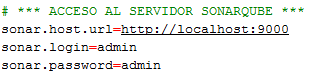 # *** ACCESO AL SERVIDOR SONARQUBE ***
sonar.host.url=http://localhost:9000
sonar.login=admin
sonar.password=admin